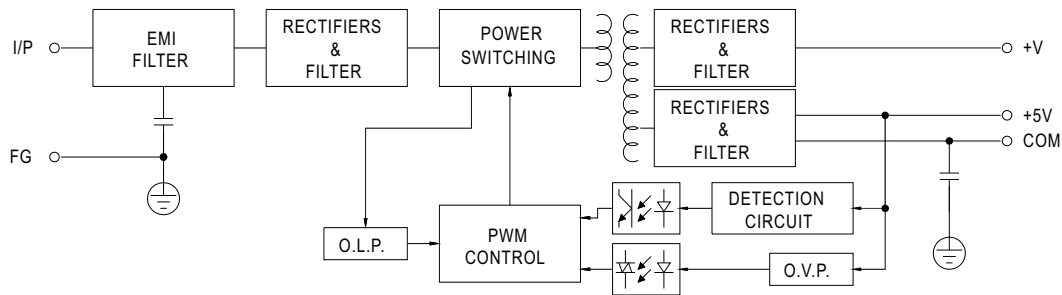 I/P
EMI
FILTER
RECTIFIERS
&
FILTER
POWER
SWITCHING
RECTIFIERS
&
FILTER
+V
RECTIFIERS
&
FILTER
+5V
COM
FG
DETECTION
CIRCUIT
O.L.P.
PWM
CONTROL
O.V.P.